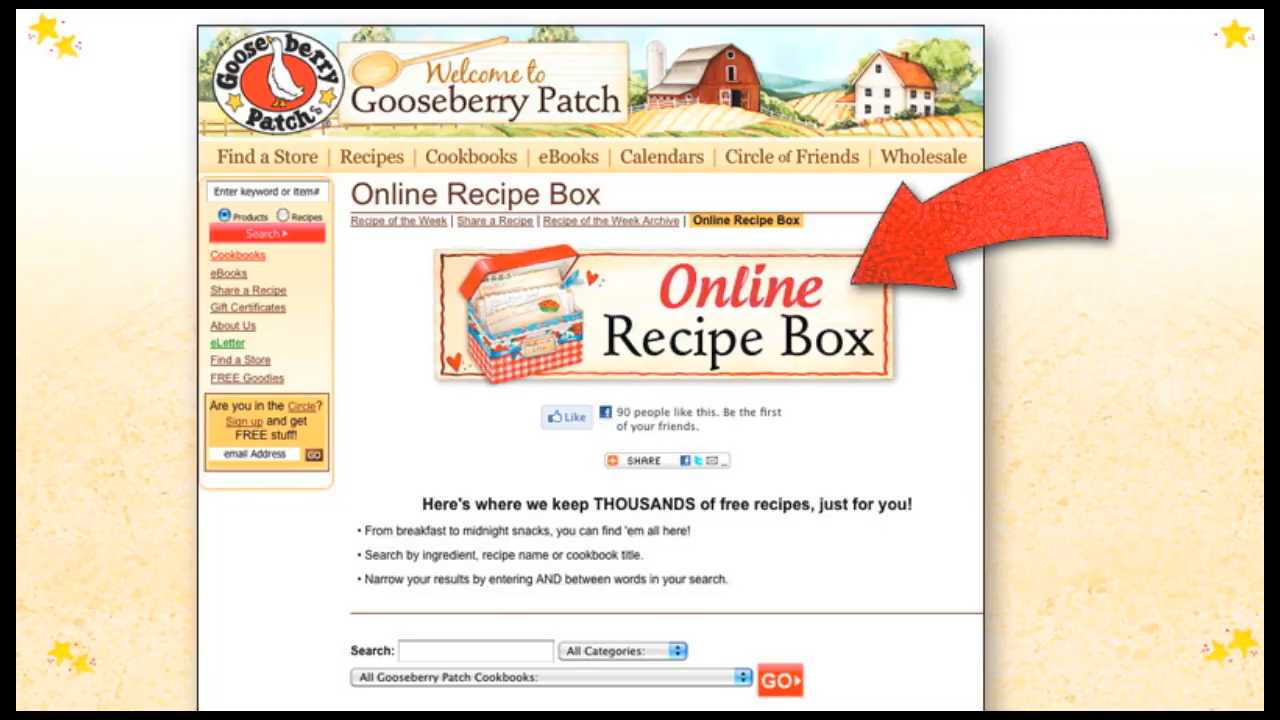 Gooseberry Patch
Welcome to
Gooseberry Patch
Find a Store | Recipes | Cookbooks | eBooks | Calendars | Circle of Friends | Wholesale
Enter keyword or item#
Products Recipes
Search
Cookbooks
eBooks
Share a Recipe
Gift Certificates
About Us
eLetter
Find a Store
FREE Goodies
Are you in the Circle?
Sign up and get
FREE stuff!
email Address GO
Online Recipe Box
Recipe of the Week | Share a Recipe | Recipe of the Week Archive | Online Recipe Box
Online
Recipe Box
Like
90 people like this. Be the first
of your friends.
SHARE
Here's where we keep THOUSANDS of free recipes, just for you!
• From breakfast to midnight snacks, you can find 'em all here!
• Search by ingredient, recipe name or cookbook title.
• Narrow your results by entering AND between words in your search.
Search: All Categories:
All Gooseberry Patch Cookbooks: GO